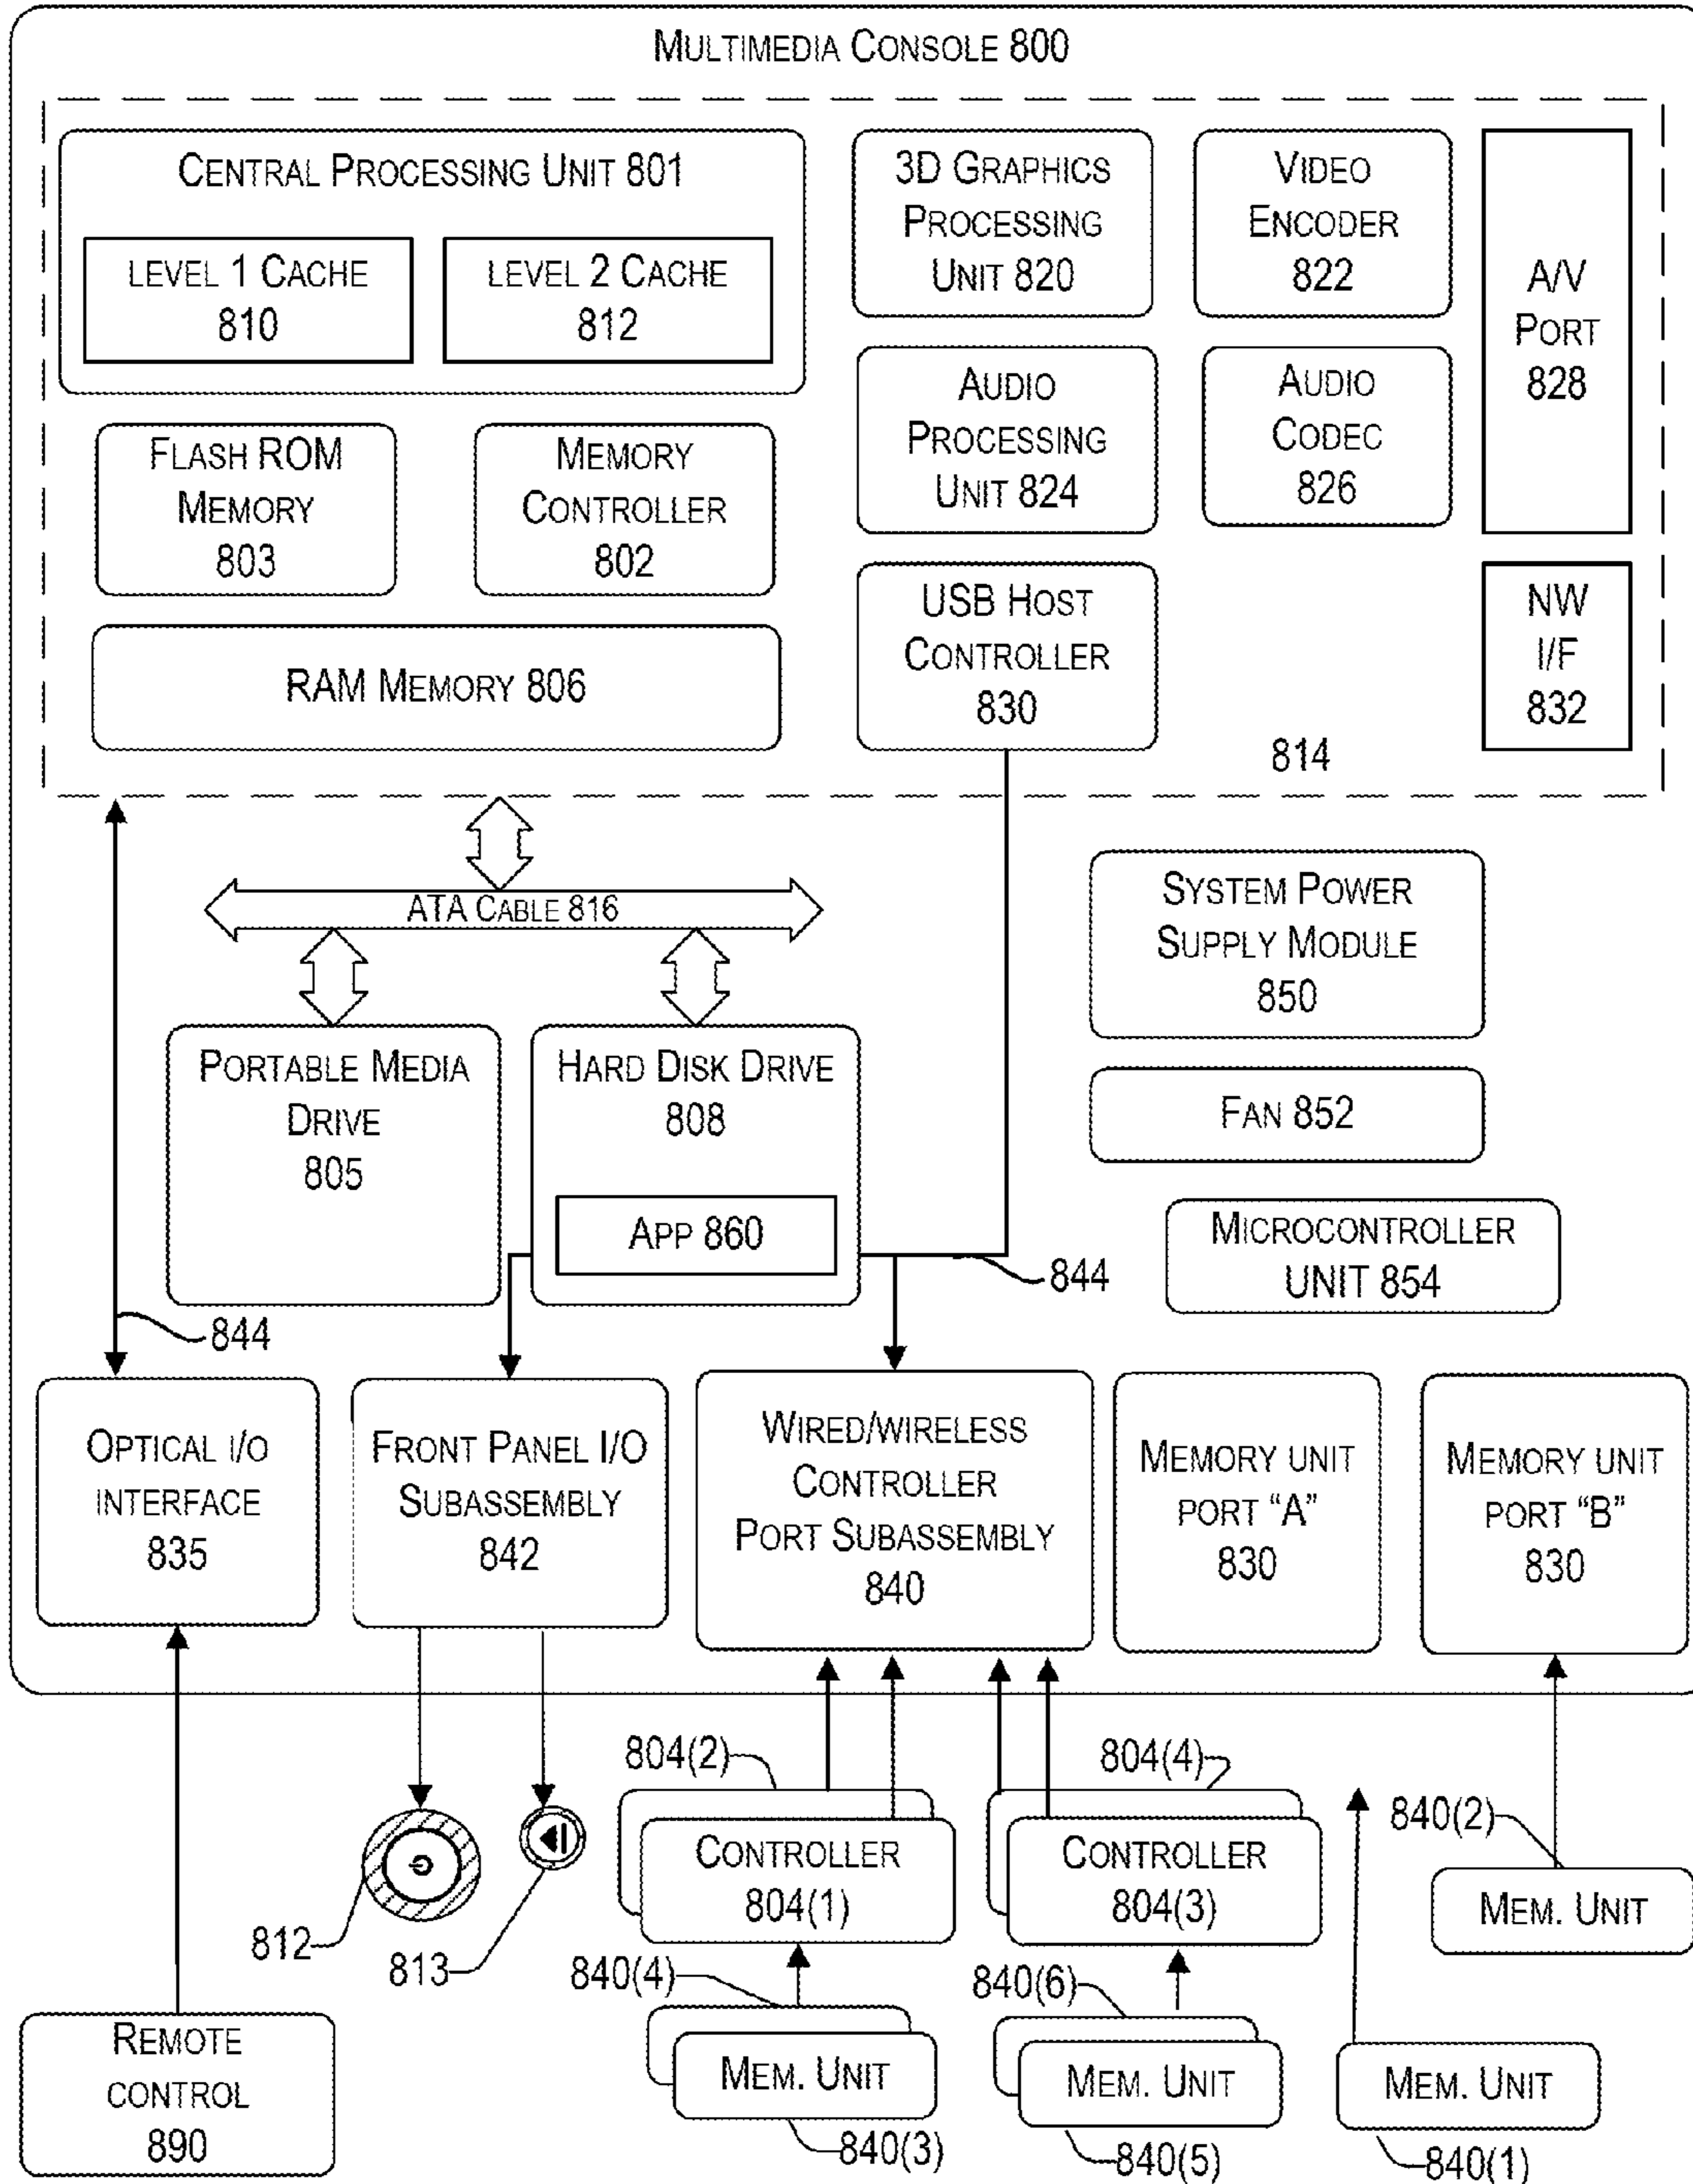 MULTIMEDIA CONSOLE 800
CENTRAL PROCESSING UNIT 801
LEVEL 1 CACHE
810
LEVEL 2 CACHE
812
3D GRAPHICS
PROCESSING
UNIT 820
VIDEO
ENCODER
822
A/V
PORT
828
AUDIO
PROCESSING
UNIT 824
AUDIO
CODEC
826
FLASH ROM
MEMORY
803
MEMORY
CONTROLLER
802
USB HOST
CONTROLLER
830
NW
I/F
832
RAM MEMORY 806
814
ATA CABLE 816
SYSTEM POWER
SUPPLY MODULE
850
PORTABLE MEDIA
DRIVE
805
HARD DISK DRIVE
808
APP 860
FAN 852
MICROCONTROLLER
UNIT 854
844
844
OPTICAL I/O
INTERFACE
835
FRONT PANEL I/O
SUBASSEMBLY
842
WIRED/WIRELESS
CONTROLLER
PORT SUBASSEMBLY
840
MEMORY UNIT
PORT “A”
830
MEMORY UNIT
PORT “B”
830
804(2)
804(4)
CONTROLLER
804(1)
CONTROLLER
804(3)
840(2)
MEM. UNIT
812
813
840(4)
840(6)
REMOTE
CONTROL
890
MEM. UNIT
MEM. UNIT
MEM. UNIT
840(3)
840(5)
840(1)